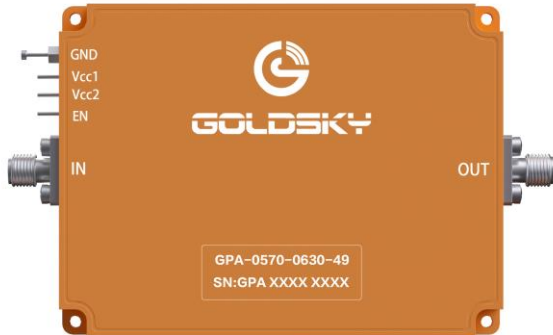 GND
Vcc1
Vcc2
EN
GOLDSKY
IN
OUT
GPA-0570-0630-49
SN:GPA XXXX XXXX